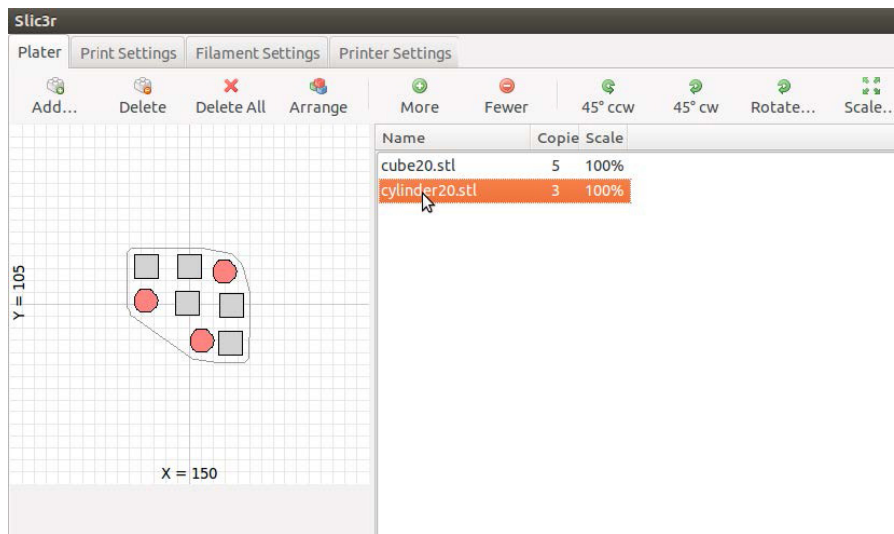 Slic3r
Plater Print Settings Filament Settings Printer Settings
Add... Delete Delete All Arrange More Fewer 45° ccw 45° cw Rotate... Scale..
Name Copie Scale
cube20.stl 5 100%
cylinder20.stl 3 100%
Y = 105
X = 150